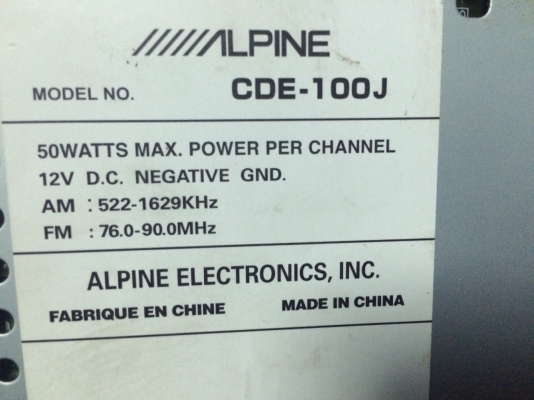 ALPINE
MODEL NO. CDE-100J
50WATTS MAX. POWER PER CHANNEL
12V D.C. NEGATIVE GND.
AM : 522-1629KHz
FM : 76.0-90.0MHz
ALPINE ELECTRONICS, INC.
FABRIQUE EN CHINE MADE IN CHINA